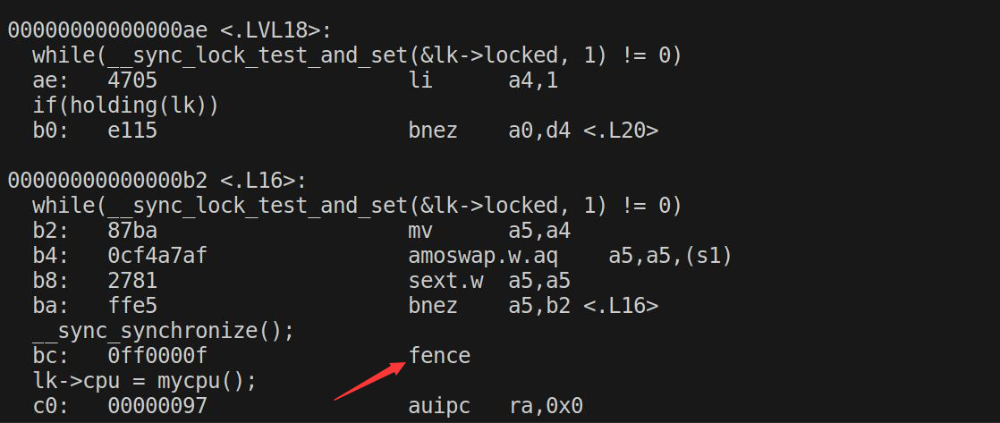 00000000000000ae <.LVL18>:
  while(__sync_lock_test_and_set(&lk->locked, 1) != 0)
  ae:   4705                    li      a4,1
  if(holding(lk))
  b0:   e115                    bnez    a0,d4 <.L20>
00000000000000b2 <.L16>:
  while(__sync_lock_test_and_set(&lk->locked, 1) != 0)
  b2:   87ba                    mv      a5,a4
  b4:   0cf4a7af                amoswap.w.aq    a5,a5,(s1)
  b8:   2781                    sext.w  a5,a5
  ba:   ffe5                    bnez    a5,b2 <.L16>
  __sync_synchronize();
  bc:   0ff0000f                fence
  lk->cpu = mycpu();
  c0:   00000097                auipc   ra,0x0